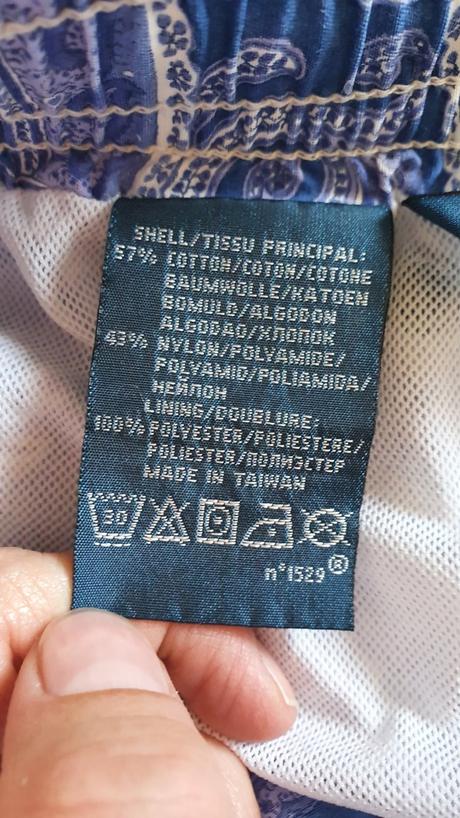 SHELL/TISSU PRINCIPAL:
57% COTTON/COTON/COTONE
BAUMWOLLE/KATOEN
BOMULD/ALGODON
ALGODAO/ХЛОПОК
43% NYLON/POLYAMIDE/
POLYAMID/POLIAMIDA/
НЕЙЛОН
LINING/DOUBLURE:
100% POLYESTER/POLIESTERE/
POLIESTER/ПОЛИЭСТЕР
MADE IN TAIWAN
30
n°1529®